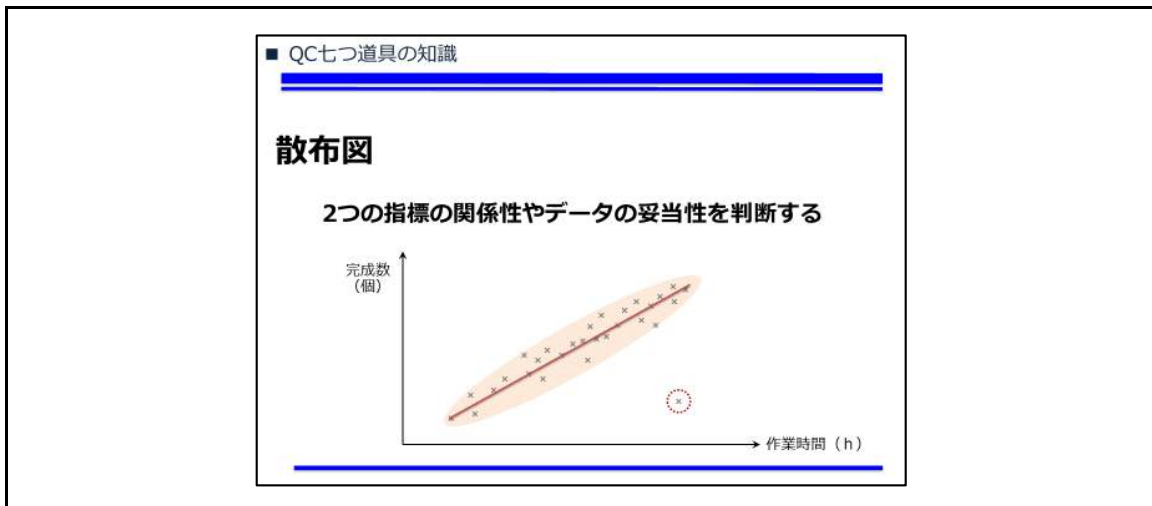 ■ QC七つ道具の知識
散布図
2つの指標の関係性やデータの妥当性を判断する
完成数
（個）
作業時間（ｈ）